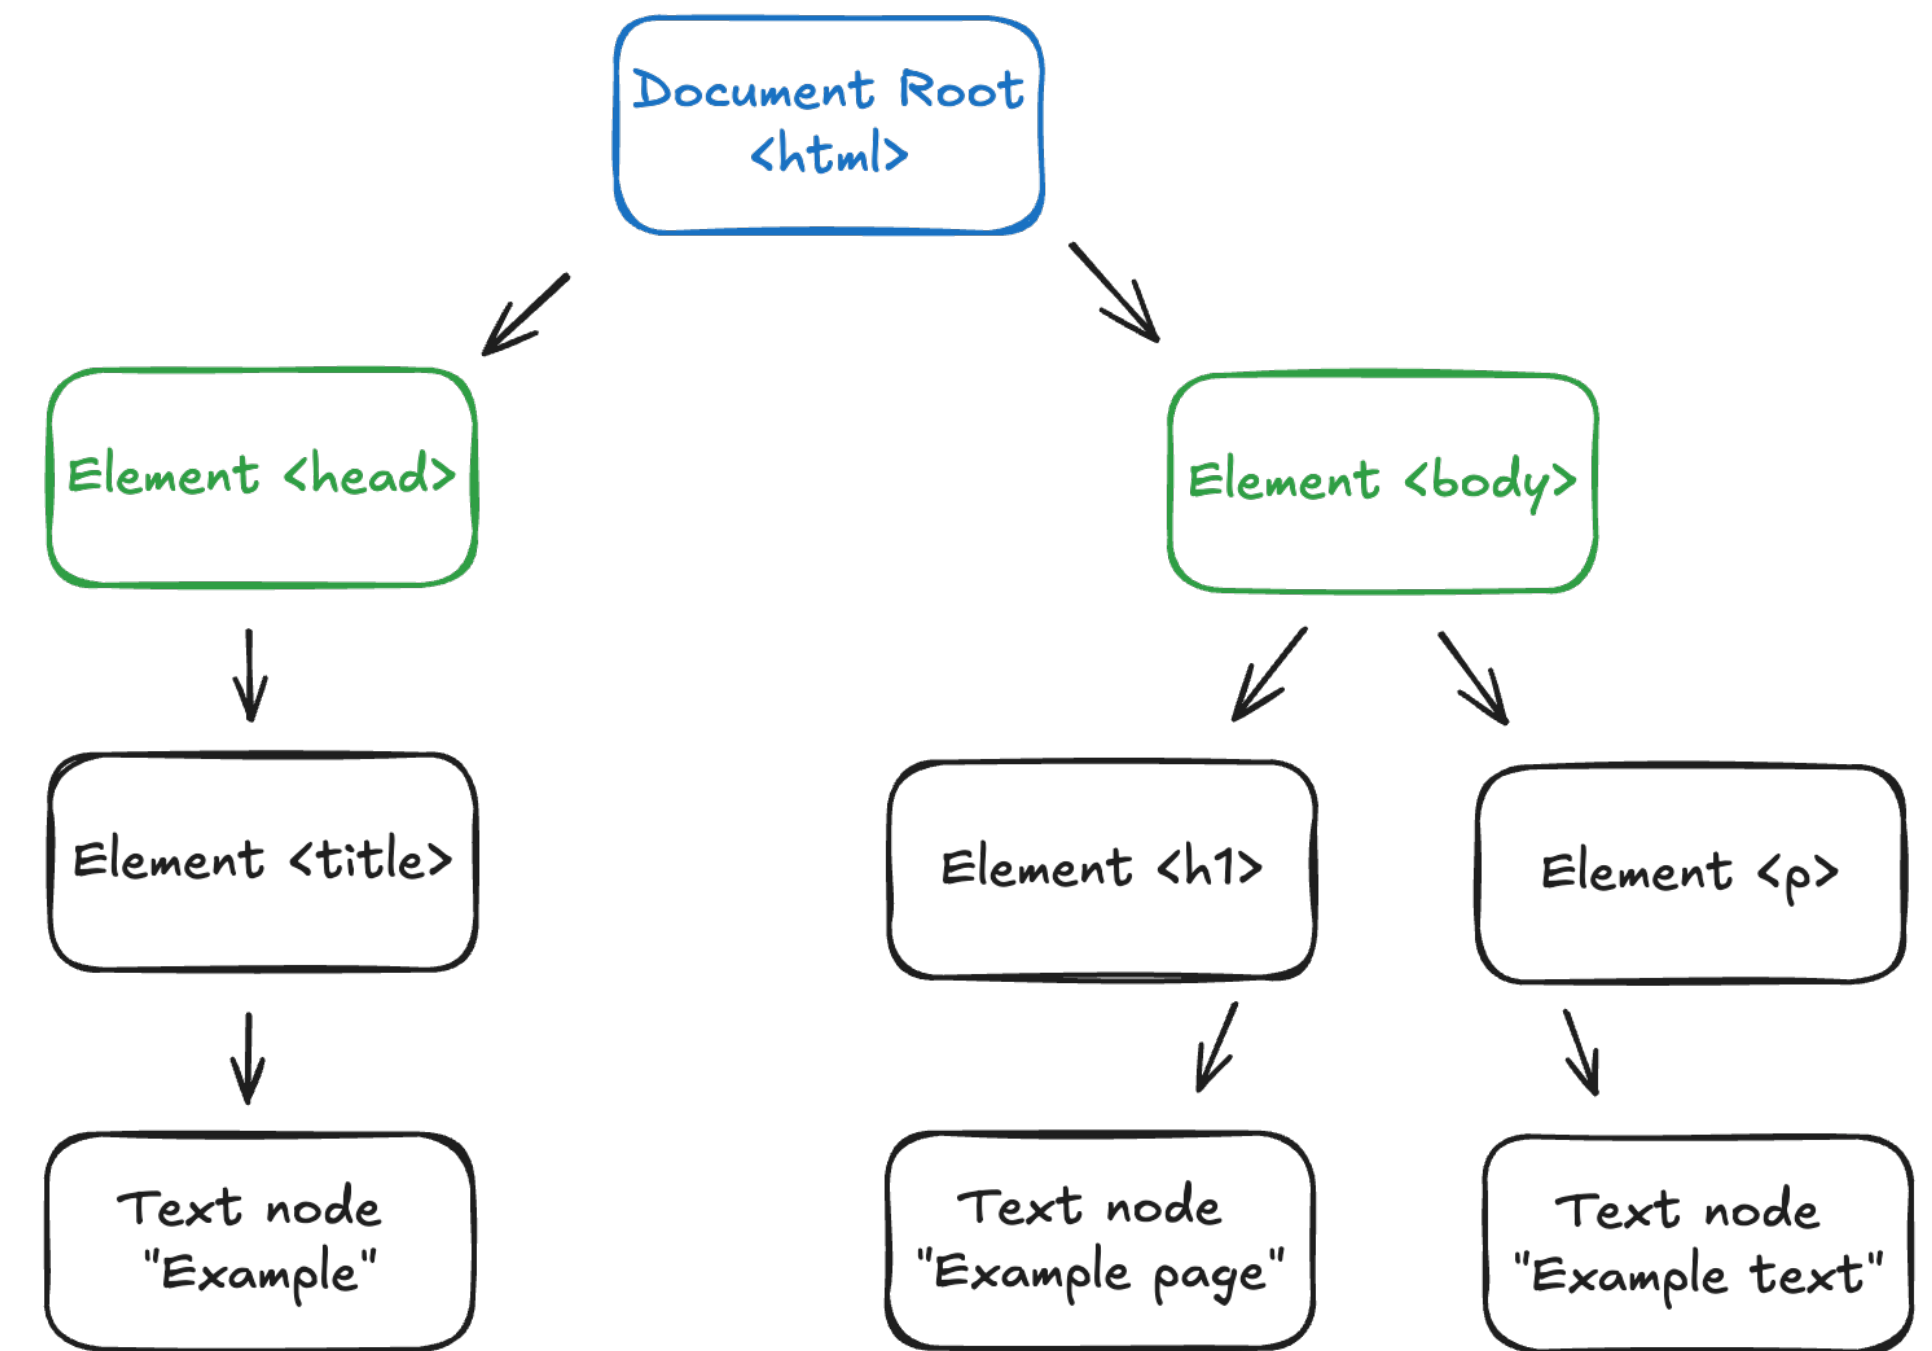 Document Root
<html>
Element <head>
Element <body>
Element <title>
Element <h1>
Element <p>
Text node
"Example"
Text node
"Example page"
Text node
"Example text"